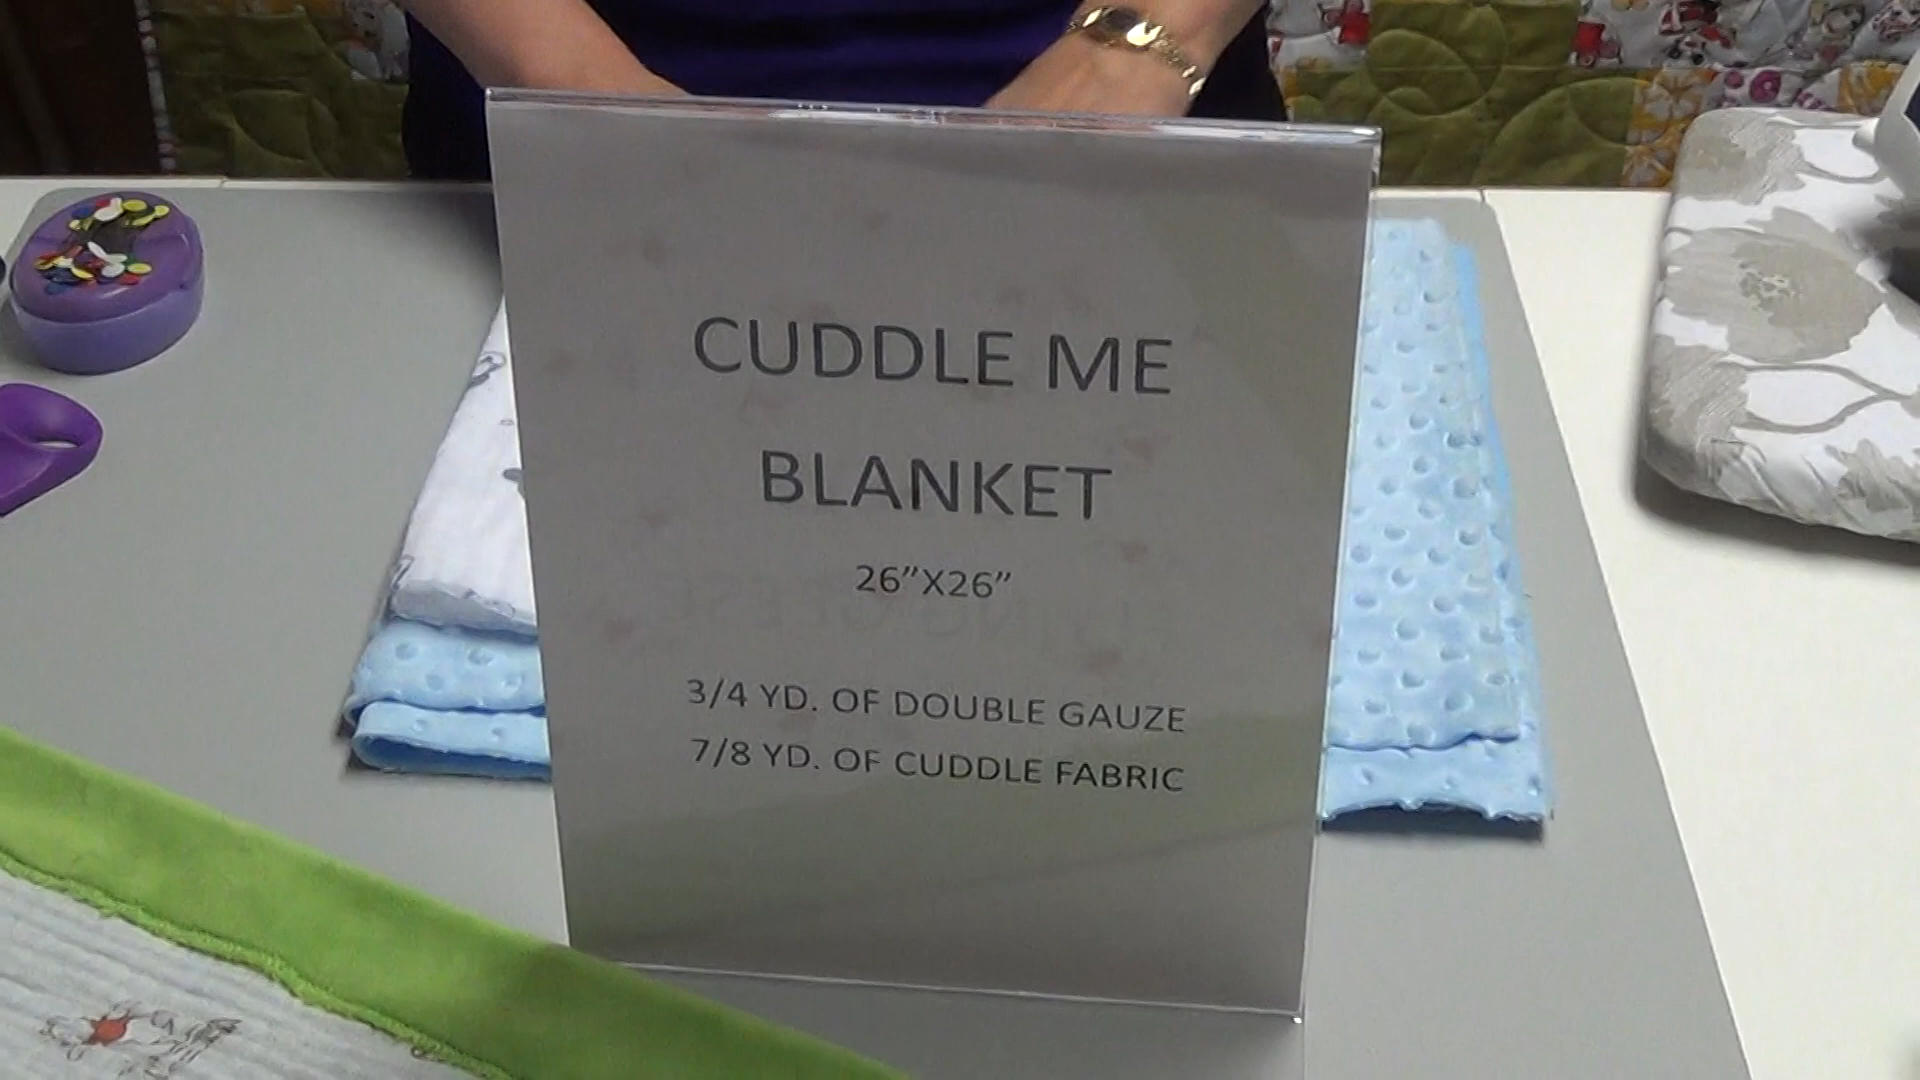 CUDDLE ME
BLANKET
26”X26”
3/4 YD. OF DOUBLE GAUZE
7/8 YD. OF CUDDLE FABRIC